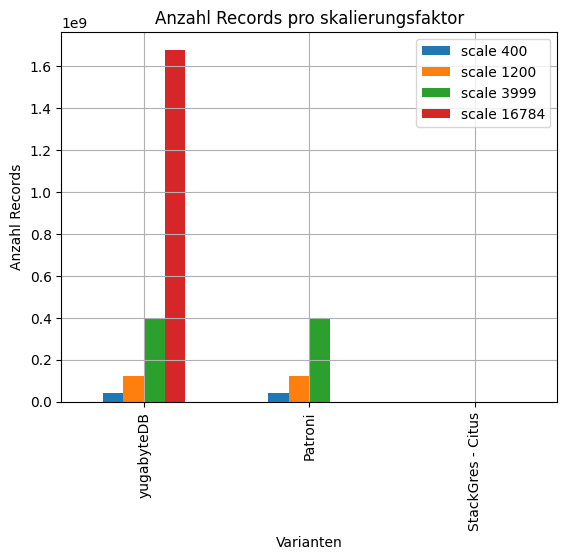 Anzahl Records pro skalierungsfaktor
1e9
scale 400
scale 1200
scale 3999
scale 16784
Anzahl Records
1.6
1.4
1.2
1.0
0.8
0.6
0.4
0.2
0.0
yugabyteDB
Patroni
StackGres - Citus
Varianten